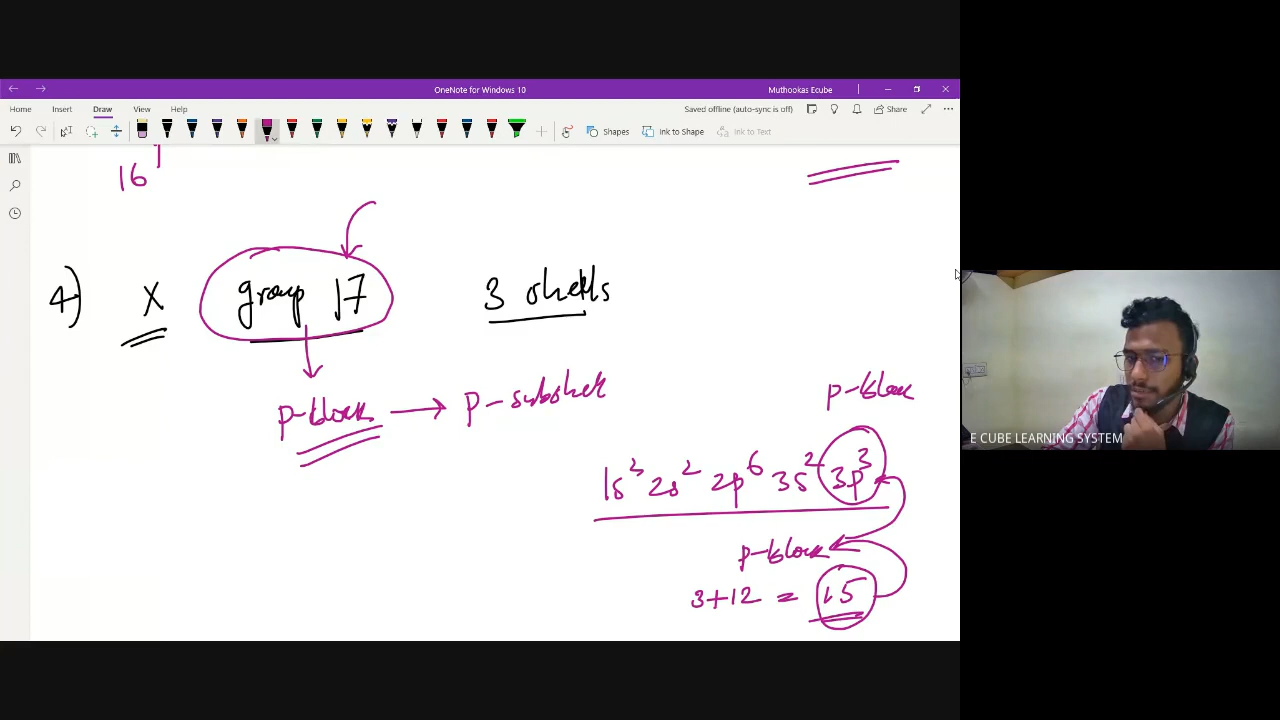 OneNote for Windows 10
Muthookas Ecube
Home Insert Draw View Help
Saved offline (auto-sync is off) Share
Shapes Ink to Shape Ink to Text
16
4) X group 17 3 shells
p-block → p-subshell
p-block
1s² 2s² 2p⁶ 3s² 3p³
p-block
3+12 = 15
E CUBE LEARNING SYSTEM